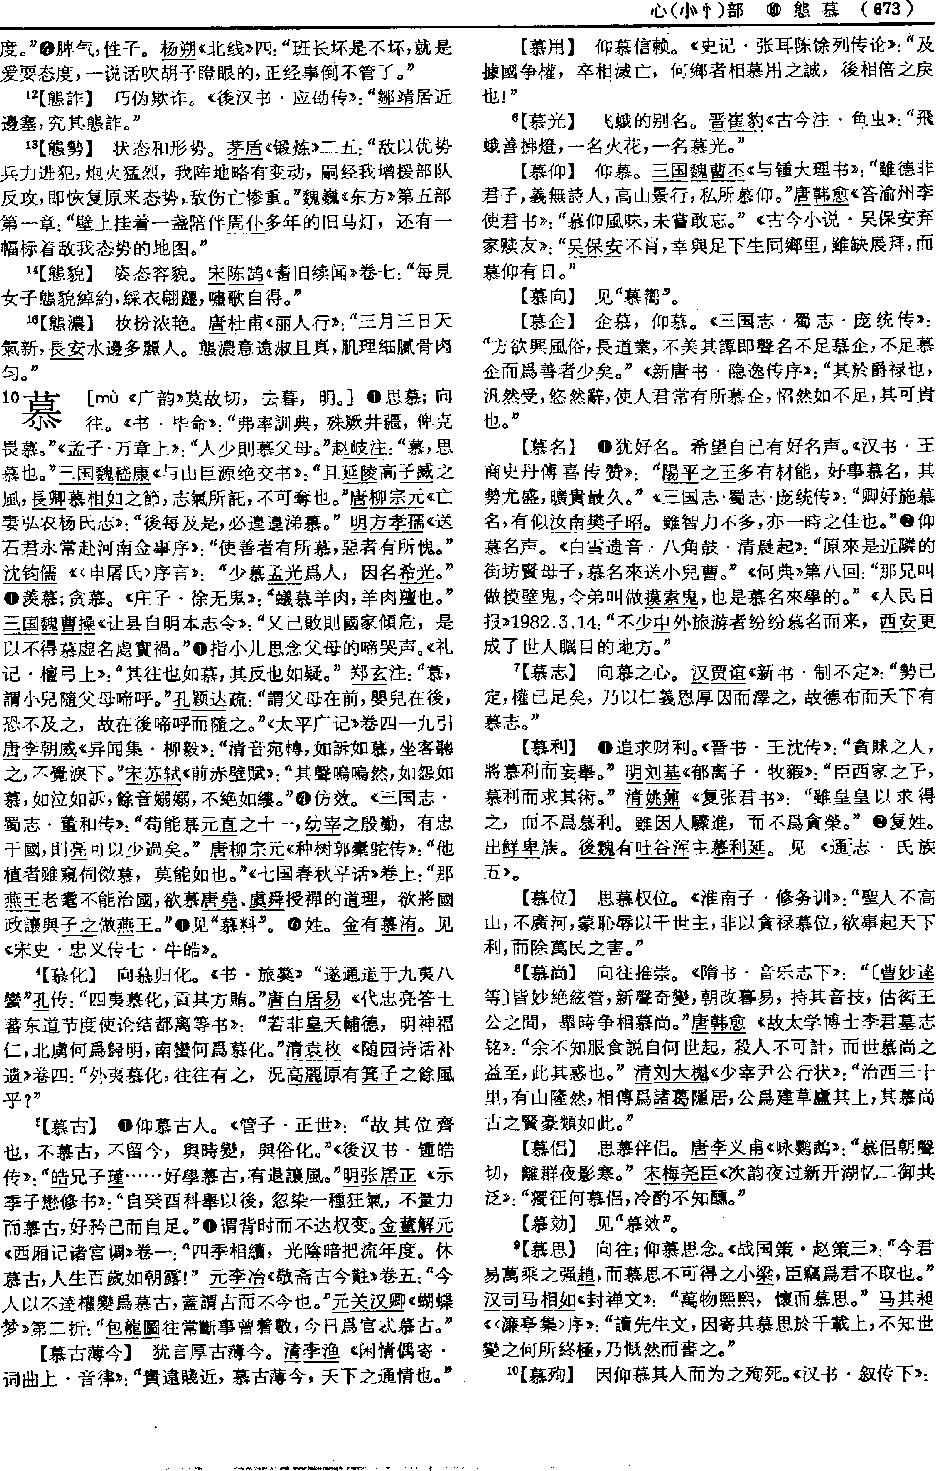 心(小忄)部 ⑩ 態 慕 (673)
度。”❹脾气,性子。杨朔《北线》四:“班长坏是不坏,就是
爱耍态度,一说话吹胡子瞪眼的,正经事倒不管了。”
12【態詐】 巧伪欺诈。《後汉书·应劭传》:“鄉靖居近
邊塞,究其態詐。”
13【態勢】 状态和形势。茅盾《锻炼》二五:“敌以优势
兵力进犯,炮火猛烈,我阵地略有变动,嗣经我增援部队
反攻,即恢复原来态势,敌伤亡惨重。”魏巍《东方》第五部
第一章:“壁上挂着一盏陪伴周仆多年的旧马灯,还有一
幅标着敌我态势的地图。”
14【態貌】 姿态容貌。宋陈鹄《耆旧续闻》卷七:“每見
女子態貌綽約,綵衣翩躚,嘯歌自得。”
16【態濃】 妆扮浓艳。唐杜甫《丽人行》:“三月三日天
氣新,長安水邊多麗人。態濃意遠淑且真,肌理細膩骨肉
匀。”
10慕 [mù 《广韵》莫故切,去暮,明。] ❶思慕;向
往。《书·毕命》:“弗率訓典,殊厥井疆,俾克
畏慕。”《孟子·万章上》:“人少則慕父母。”赵岐注:“慕,思
慕也。”三国魏嵇康《与山巨源绝交书》:“且延陵高子臧之
風,長卿慕相如之節,志氣所託,不可奪也。”唐柳宗元《亡
妻弘农杨氏志》:“後每及是,必遑遑涕慕。”明方孝孺《送
石君永常赴河南佥事序》:“使善者有所慕,惡者有所愧。”
沈钧儒《〈申屠氏〉序言》:“少慕孟光爲人,因名希光。”
❷羡慕;贪慕。《庄子·徐无鬼》:“蟻慕羊肉,羊肉羶也。”
三国魏曹操《让县自明本志令》:“又己敗則國家傾危,是
以不得慕虛名處實禍。”❸指小儿思念父母的啼哭声。《礼
记·檀弓上》:“其往也如慕,其反也如疑。”郑玄注:“慕,
謂小兒隨父母啼呼。”孔颖达疏:“謂父母在前,嬰兒在後,
恐不及之,故在後啼呼而隨之。”《太平广记》卷四一九引
唐李朝威《异闻集·柳毅》:“清音宛轉,如訴如慕,坐客聽
之,不覺淚下。”宋苏轼《前赤壁赋》:“其聲嗚嗚然,如怨如
慕,如泣如訴,餘音嫋嫋,不絶如縷。”❹仿效。《三国志·
蜀志·董和传》:“苟能慕元直之十一,幼宰之殷勤,有忠
于國,則亮可以少過矣。”唐柳宗元《种树郭橐驼传》:“他
植者雖窺伺傚慕,莫能如也。”《七国春秋平话》卷上:“那
燕王老耄不能治國,欲慕唐堯、虞舜授禪的道理,欲將國
政讓與子之做燕王。”❺见“慕料”。❻姓。金有慕洧。见
《宋史·忠义传七·牛皓》。
4【慕化】 向慕归化。《书·旅獒》“遂通道于九夷八
蠻”孔传:“四夷慕化,貢其方賄。”唐白居易《代忠亮答土
蕃东道节度使论结都离等书》:“若非皇天輔德,明神福
仁,北虜何爲歸明,南蠻何爲慕化。”清袁枚《随园诗话补
遗》卷四:“外夷慕化,往往有之,況高麗原有箕子之餘風
乎?”
5【慕古】 ❶仰慕古人。《管子·正世》:“故其位齊
也,不慕古,不留今,與時變,與俗化。”《後汉书·锺皓
传》:“皓兄子瑾……好學慕古,有退讓風。”明张居正《示
季子懋修书》:“自癸酉科舉以後,忽染一種狂氣,不量力
而慕古,好矜己而自足。”❷谓背时而不达权变。金董解元
《西厢记诸宫调》卷一:“四季相續,光陰暗把流年度。休
慕古,人生百歲如朝露!”元李冶《敬斋古今黈》卷五:“今
人以不逹權變爲慕古,蓋謂古而不今也。”元关汉卿《蝴蝶
梦》第二折:“包龍圖往常斷事曾着數,今日爲官忒慕古。”
【慕古薄今】 犹言厚古薄今。清李渔《闲情偶寄·
词曲上·音律》:“貴遠賤近,慕古薄今,天下之通情也。”
【慕用】 仰慕信赖。《史记·张耳陈馀列传论》:“及
據國争權,卒相滅亡,何鄉者相慕用之誠,後相倍之戾
也!”
6【慕光】 飞蛾的别名。晋崔豹《古今注·鱼虫》:“飛
蛾善拂燈,一名火花,一名慕光。”
【慕仰】 仰慕。三国魏曹丕《与锺大理书》:“雖德非
君子,義無詩人,高山景行,私所慕仰。”唐韩愈《答渝州李
使君书》:“慕仰風味,未嘗敢忘。”《古今小说·吴保安弃
家赎友》:“吴保安不肖,幸與足下生同鄉里,雖缺展拜,而
慕仰有日。”
【慕向】 见“慕嚮”。
【慕企】 企慕,仰慕。《三国志·蜀志·庞统传》:
“方欲興風俗,長道業,不美其譚即聲名不足慕企,不足慕
企而爲善者少矣。”《新唐书·隐逸传序》:“其於爵禄也,
汎然受,悠然辭,使人君常有所慕企,怊然如不足,其可貴
也。”
【慕名】 ❶犹好名。希望自己有好名声。《汉书·王
商史丹傅喜传赞》:“陽平之王多有材能,好事慕名,其
勢尤盛,曠貴最久。”《三国志·蜀志·庞统传》:“卿好施慕
名,有似汝南樊子昭。雖智力不多,亦一時之佳也。”❷仰
慕名声。《白雪遗音·八角鼓·清晨起》:“原來是近隣的
街坊賢母子,慕名來送小兒曹。”《何典》第八回:“那兄叫
做模壁鬼,令弟叫做摸索鬼,也是慕名來學的。”《人民日
报》1982.3.14:“不少中外旅游者纷纷慕名而来,西安更
成了世人瞩目的地方。”
7【慕志】 向慕之心。汉贾谊《新书·制不定》:“勢已
定,權已足矣,乃以仁義恩厚因而澤之,故德布而天下有
慕志。”
【慕利】 ❶追求财利。《晋书·王沈传》:“貪賕之人,
將慕利而妄舉。”明刘基《郁离子·牧豭》:“臣西家之子,
慕利而求其術。”清姚鼐《复张君书》:“雖皇皇以求得
之,而不爲慕利。雖因人驟進,而不爲貪榮。”❷复姓。
出鲜卑族。後魏有吐谷浑主慕利延。见《通志·氏族
五》。
【慕位】 思慕权位。《淮南子·修务训》:“聖人不高
山,不廣河,蒙恥辱以干世主,非以貪禄慕位,欲事起天下
利,而除萬民之害。”
8【慕尚】 向往推崇。《隋书·音乐志下》:“〔曹妙達
等〕皆妙絶絃管,新聲奇變,朝改暮易,持其音技,估衒王
公之間,舉時争相慕尚。”唐韩愈《故太学博士李君墓志
铭》:“余不知服食説自何世起,殺人不可計,而世慕尚之
益至,此其惑也。”清刘大櫆《少宰尹公行状》:“治西三十
里,有山隆然,相傳爲諸葛隱居,公爲建草廬其上,其慕尚
古之賢豪類如此。”
【慕侣】 思慕伴侣。唐李义甫《咏鹦鹉》:“慕侣朝聲
切,離群夜影寒。”宋梅尧臣《次韵夜过新开湖忆二御共
泛》:“獨征何慕侣,冷酌不知醺。”
【慕効】 见“慕效”。
9【慕思】 向往;仰慕思念。《战国策·赵策三》:“今君
易萬乘之强趙,而慕思不可得之小梁,臣竊爲君不取也。”
汉司马相如《封禅文》:“萬物熙熙,懷而慕思。”马其昶
《〈濂亭集〉序》:“讀先生文,因寄其慕思於千載上,不知世
變之何所終極,乃慨然而書之。”
10【慕殉】 因仰慕其人而为之殉死。《汉书·叙传下》: